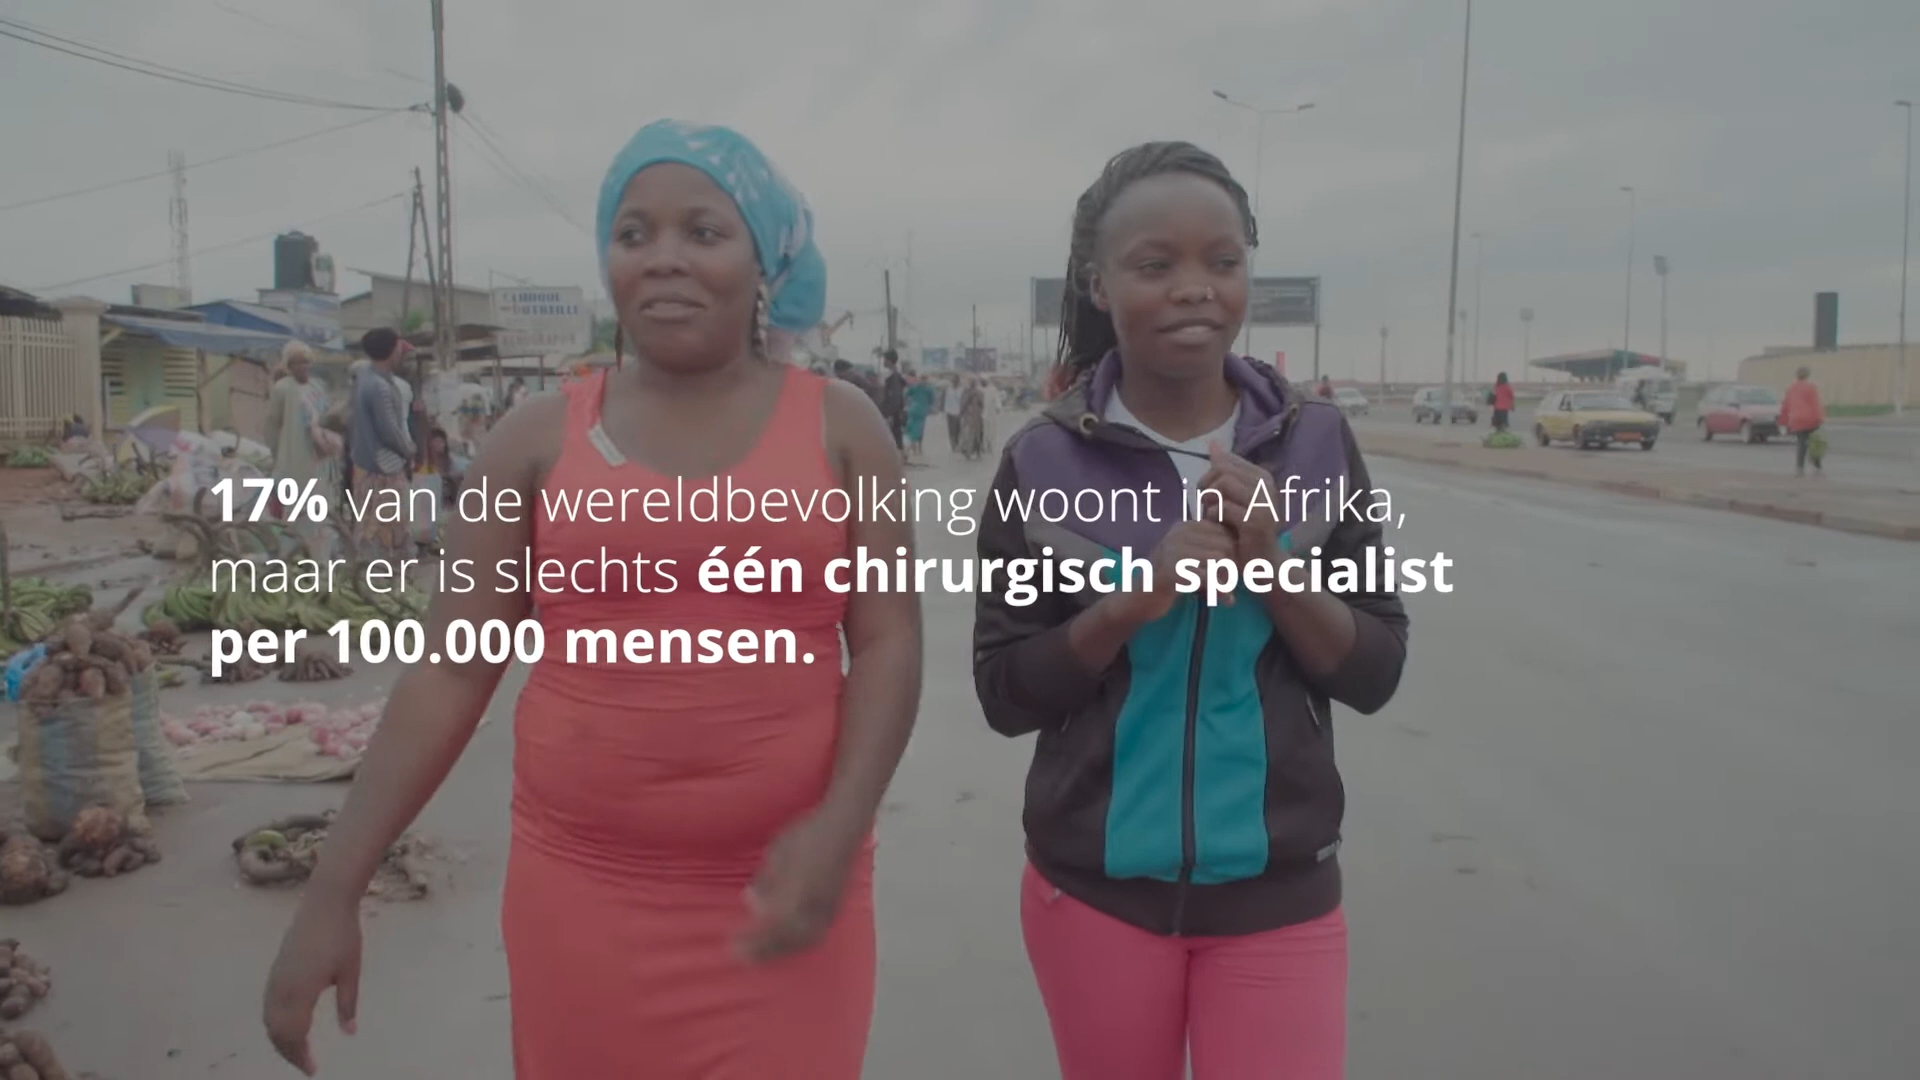 17% van de wereldbevolking woont in Afrika,
maar er is slechts één chirurgisch specialist
per 100.000 mensen.